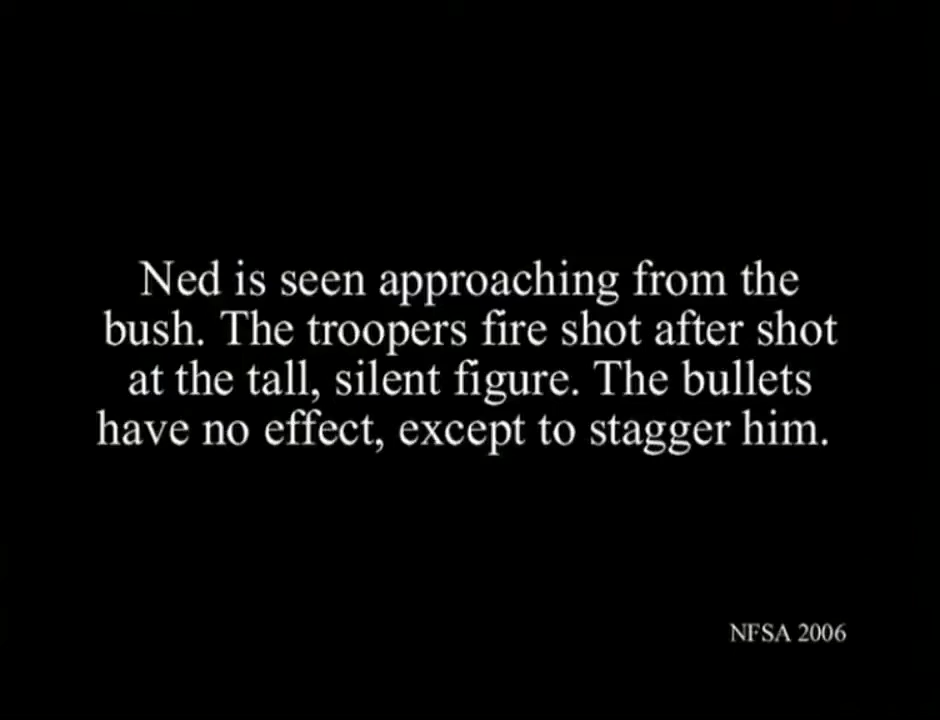 Ned is seen approaching from the
bush. The troopers fire shot after shot
at the tall, silent figure. The bullets
have no effect, except to stagger him.
NFSA 2006